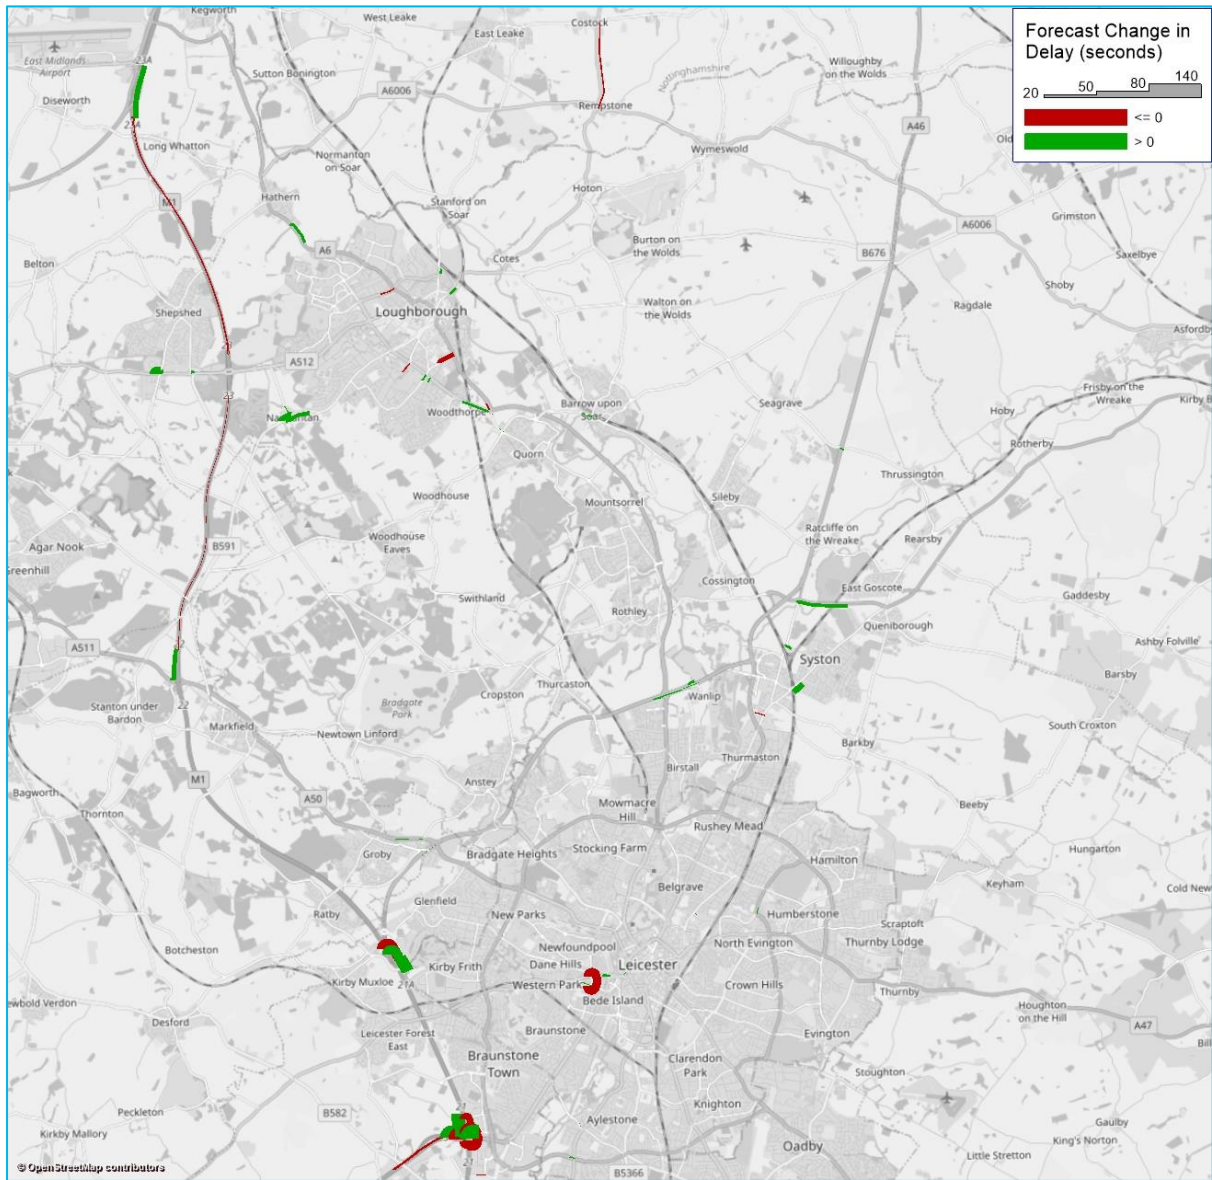 Forecast Change in
Delay (seconds)
20 50 80 140
<= 0
> 0
Kegworth
West Leake
Costock
East Leake
Willoughby
on the Wolds
East Midlands
Airport
23A
Sutton Bonington
Nottinghamshire
Diseworth
A6006
Rempstone
23A
A46
Long Whatton
Wymeswold
Normanton
on Soar
M1
Hathern
Stanford on
Soar
Hoton
Grimston
A6006
A6
Burton on
the Wolds
B676
Saxelbye
Belton
Cotes
Shoby
Shepshed
Loughborough
Walton on
the Wolds
Ragdale
Asfordby
A512
23
Frisby on the
Wreake
Kirby B
Woodthorpe
Barrow upon
Soar
Seagrave
Hoby
Rotherby
Quorn
Thrussington
Woodhouse
Mountsorrel
Sileby
Ratcliffe on
the Wreake
Rearsby
Agar Nook
B591
Woodhouse
Eaves
Greenhill
Cossington
East Goscote
Swithland
Rothley
Gaddesby
Queniborough
A511
Ashby Folville
Syston
Barsby
Thurcaston
Cropston
Wanlip
Stanton under
Bardon
22
Bradgate
Park
Markfield
South Croxton
Newtown Linford
Barkby
Thurmaston
Birstall
M1
Anstey
Bagworth
A50
Mowmacre
Hill
Beeby
Thornton
Rushey Mead
Groby
Bradgate Heights
Stocking Farm
Hungarton
Hamilton
Belgrave
Keyham
Cold New
Glenfield
Ratby
New Parks
Humberstone
Scraptoft
Botcheston
Newfoundpool
North Evington
Thurnby Lodge
Dane Hills
Leicester
Kirby Frith
Kirby Muxloe
21A
Western Park
Crown Hills
Thurnby
Bede Island
Houghton
on the Hill
Desford
A47
Leicester Forest
East
Braunstone
Evington
Braunstone
Town
Clarendon
Park
Stoughton
Peckleton
B582
Knighton
Aylestone
Gaulby
Kirkby Mallory
King's Norton
Oadby
21
Little Stretton
B5366
© OpenStreetMap contributors